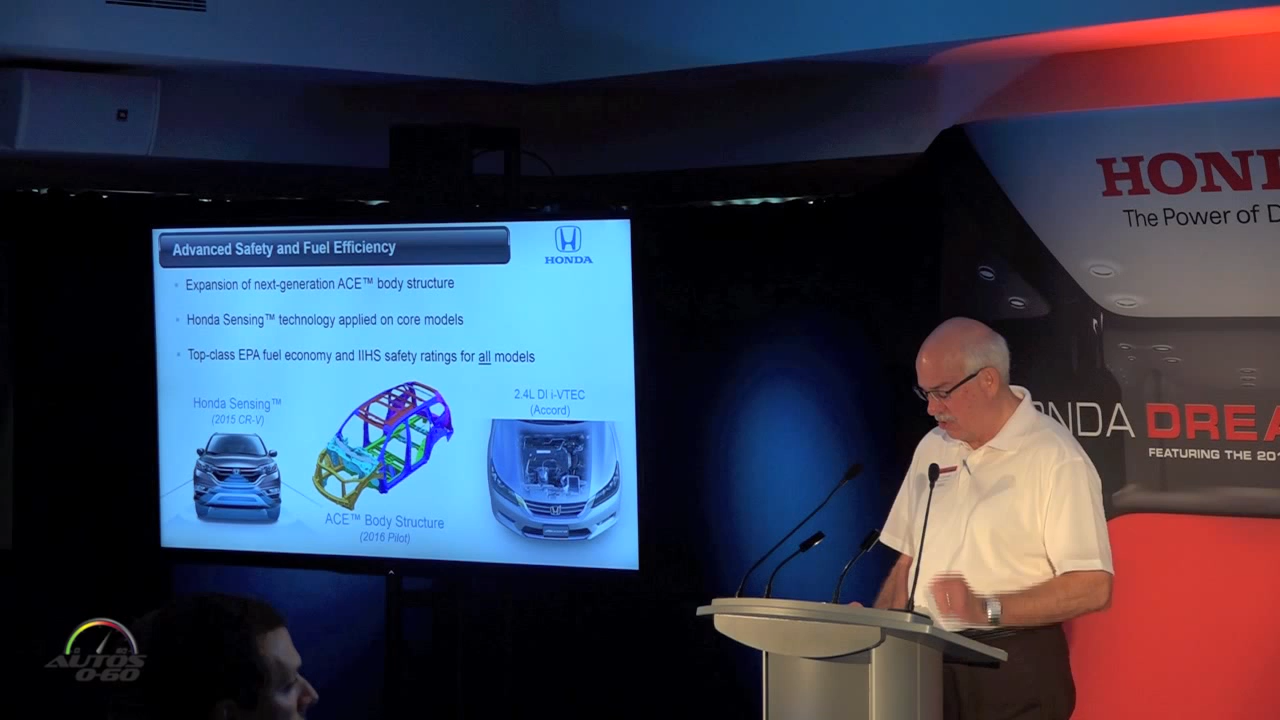 Advanced Safety and Fuel Efficiency
HONDA
Expansion of next-generation ACE™ body structure
Honda Sensing™ technology applied on core models
Top-class EPA fuel economy and IIHS safety ratings for all models
Honda Sensing™
(2015 CR-V)
ACE™ Body Structure
(2016 Pilot)
2.4L DI i-VTEC
(Accord)
HON
The Power of D
NDA DREA
FEATURING THE 201
AUTOS
0-60